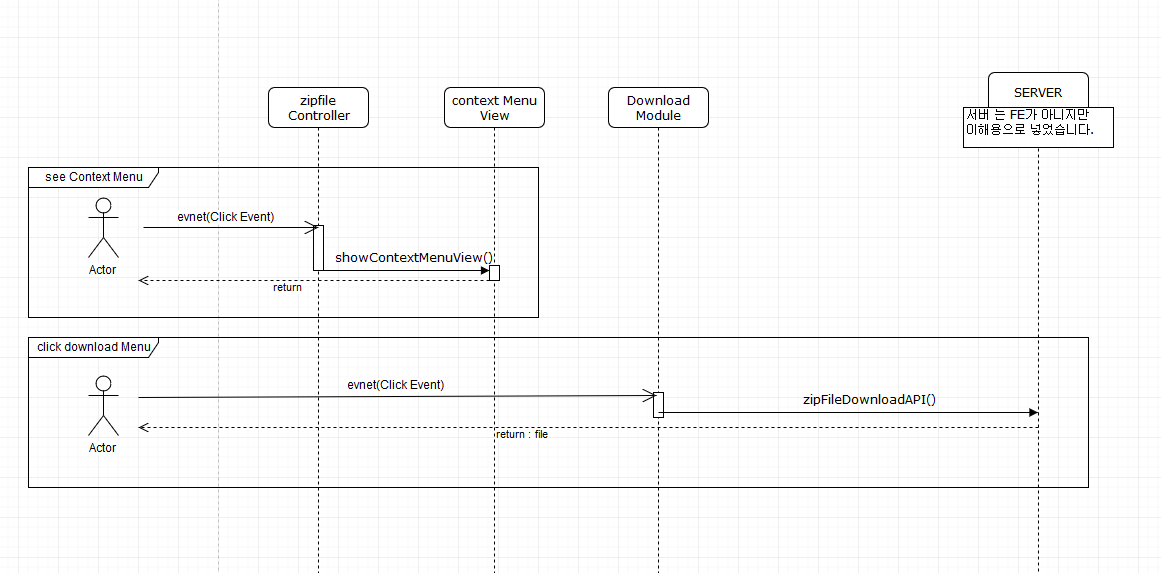 zipfile
Controller
context Menu
View
Download
Module
SERVER
서버 는 FE가 아니지만
이해용으로 넣었습니다.
see Context Menu
evnet(Click Event)
showContextMenuView()
Actor
return
click download Menu
evnet(Click Event)
zipFileDownloadAPI()
return : file
Actor